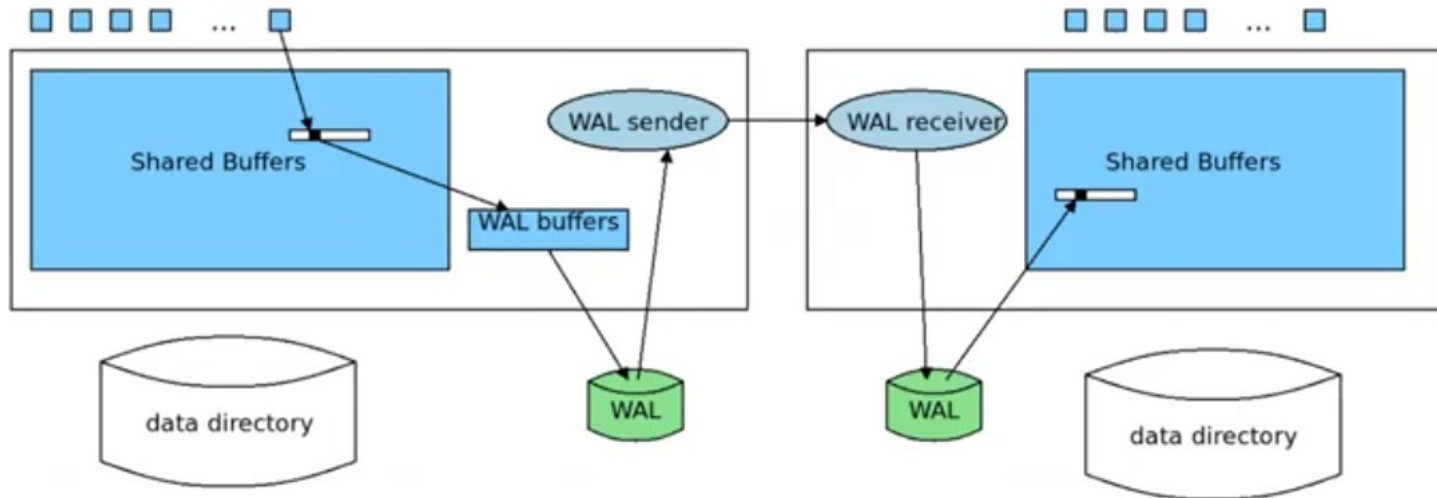 ...
...
WAL sender
WAL receiver
Shared Buffers
Shared Buffers
WAL buffers
WAL
WAL
data directory
data directory